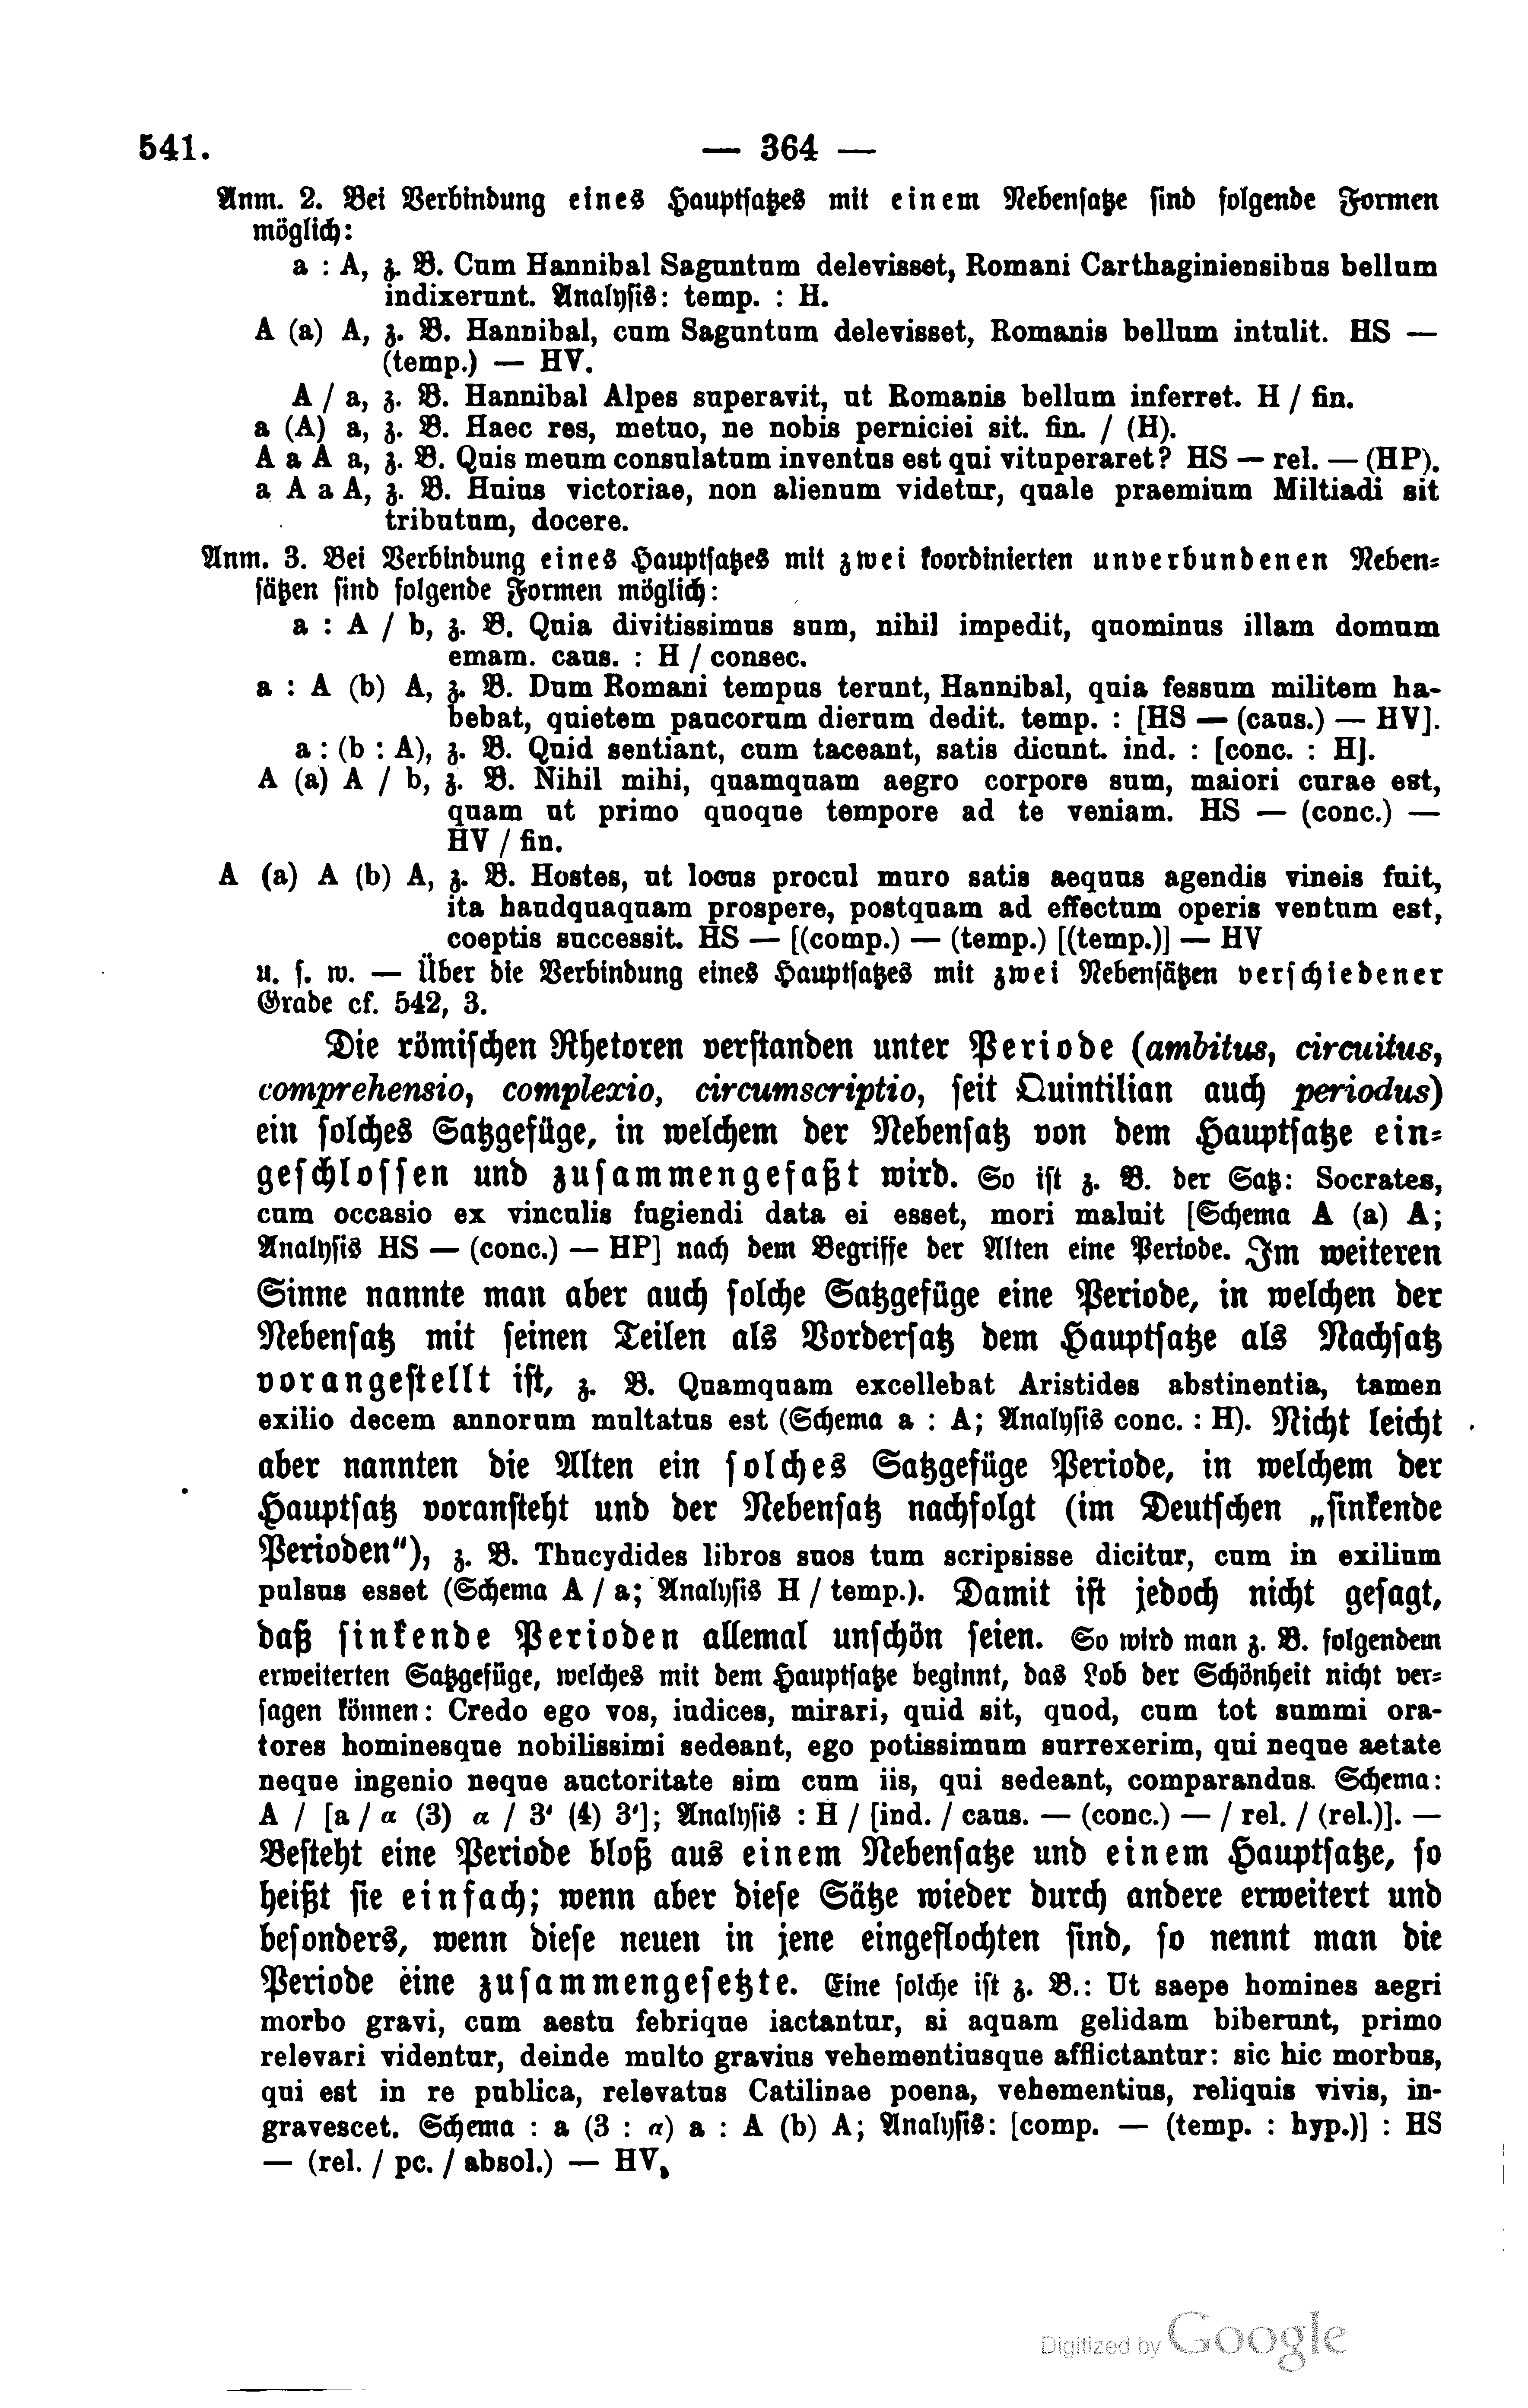 541.
— 364 —
Anm. 2. Bei Verbindung eines Hauptsatzes mit einem Nebensatze sind folgende Formen
möglich:
a : A, z. B. Cum Hannibal Saguntum delevisset, Romani Carthaginiensibus bellum
indixerunt. Analysis: temp. : H.
A (a) A, z. B. Hannibal, cum Saguntum delevisset, Romanis bellum intulit. HS —
(temp.) — HV.
A / a, z. B. Hannibal Alpes superavit, ut Romanis bellum inferret. H / fin.
a (A) a, z. B. Haec res, metuo, ne nobis perniciei sit. fin. / (H).
A a A a, z. B. Quis meum consulatum inventus est qui vituperaret? HS — rel. — (HP).
a A a A, z. B. Huius victoriae, non alienum videtur, quale praemium Miltiadi sit
tributum, docere.
Anm. 3. Bei Verbindung eines Hauptsatzes mit zwei koordinierten unverbundenen Neben-
sätzen sind folgende Formen möglich:
a : A / b, z. B. Quia divitissimus sum, nihil impedit, quominus illam domum
emam. caus. : H / consec.
a : A (b) A, z. B. Dum Romani tempus terunt, Hannibal, quia fessum militem ha-
bebat, quietem paucorum dierum dedit. temp. : [HS — (caus.) — HV].
a : (b : A), z. B. Quid sentiant, cum taceant, satis dicunt. ind. : [conc. : H].
A (a) A / b, z. B. Nihil mihi, quamquam aegro corpore sum, maiori curae est,
quam ut primo quoque tempore ad te veniam. HS — (conc.) —
HV / fin.
A (a) A (b) A, z. B. Hostes, ut locus procul muro satis aequus agendis vineis fuit,
ita haudquaquam prospere, postquam ad effectum operis ventum est,
coeptis successit. HS — [(comp.) — (temp.) [(temp.)] — HV
u. s. w. — Über die Verbindung eines Hauptsatzes mit zwei Nebensätzen verschiedener
Grade cf. 542, 3.
Die römischen Rhetoren verstanden unter Periode (ambitus, circuitus,
comprehensio, complexio, circumscriptio, seit Quintilian auch periodus)
ein solches Satzgefüge, in welchem der Nebensatz von dem Hauptsatze ein-
geschlossen und zusammengefaßt wird. So ist z. B. der Satz: Socrates,
cum occasio ex vinculis fugiendi data ei esset, mori maluit [Schema A (a) A;
Analysis HS — (conc.) — HP] nach dem Begriffe der Alten eine Periode. Im weiteren
Sinne nannte man aber auch solche Satzgefüge eine Periode, in welchen der
Nebensatz mit seinen Teilen als Vordersatz dem Hauptsatze als Nachsatz
vorangestellt ist, z. B. Quamquam excellebat Aristides abstinentia, tamen
exilio decem annorum multatus est (Schema a : A; Analysis conc. : H). Nicht leicht
aber nannten die Alten ein solches Satzgefüge Periode, in welchem der
Hauptsatz voransteht und der Nebensatz nachfolgt (im Deutschen „sinkende
Perioden"), z. B. Thucydides libros suos tum scripsisse dicitur, cum in exilium
pulsus esset (Schema A / a; Analysis H / temp.). Damit ist jedoch nicht gesagt,
daß sinkende Perioden allemal unschön seien. So wird man z. B. folgendem
erweiterten Satzgefüge, welches mit dem Hauptsatze beginnt, das Lob der Schönheit nicht ver-
sagen können: Credo ego vos, iudices, mirari, quid sit, quod, cum tot summi ora-
tores hominesque nobilissimi sedeant, ego potissimum surrexerim, qui neque aetate
neque ingenio neque auctoritate sim cum iis, qui sedeant, comparandus. Schema:
A / [a / α (3) α / 3' (4) 3']; Analysis : H / [ind. / caus. — (conc.) — / rel. / (rel.)]. —
Besteht eine Periode bloß aus einem Nebensatze und einem Hauptsatze, so
heißt sie einfach; wenn aber diese Sätze wieder durch andere erweitert und
besonders, wenn diese neuen in jene eingeflochten sind, so nennt man die
Periode eine zusammengesetzte. Eine solche ist z. B.: Ut saepe homines aegri
morbo gravi, cum aestu febrique iactantur, si aquam gelidam biberunt, primo
relevari videntur, deinde multo gravius vehementiusque afflictantur: sic hic morbus,
qui est in re publica, relevatus Catilinae poena, vehementius, reliquis vivis, in-
gravescet. Schema : a (3 : α) a : A (b) A; Analysis: [comp. — (temp. : hyp.)] : HS
— (rel. / pc. / absol.) — HV.
Digitized by Google